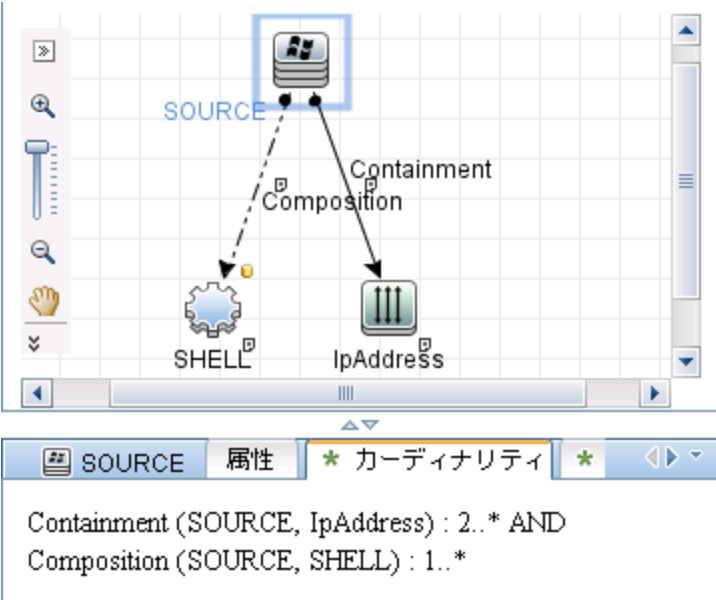 SOURCE
Containment
Composition
SHELL
IpAddress
SOURCE
属性
* カーディナリティ
*
Containment (SOURCE, IpAddress) : 2..* AND
Composition (SOURCE, SHELL) : 1..*